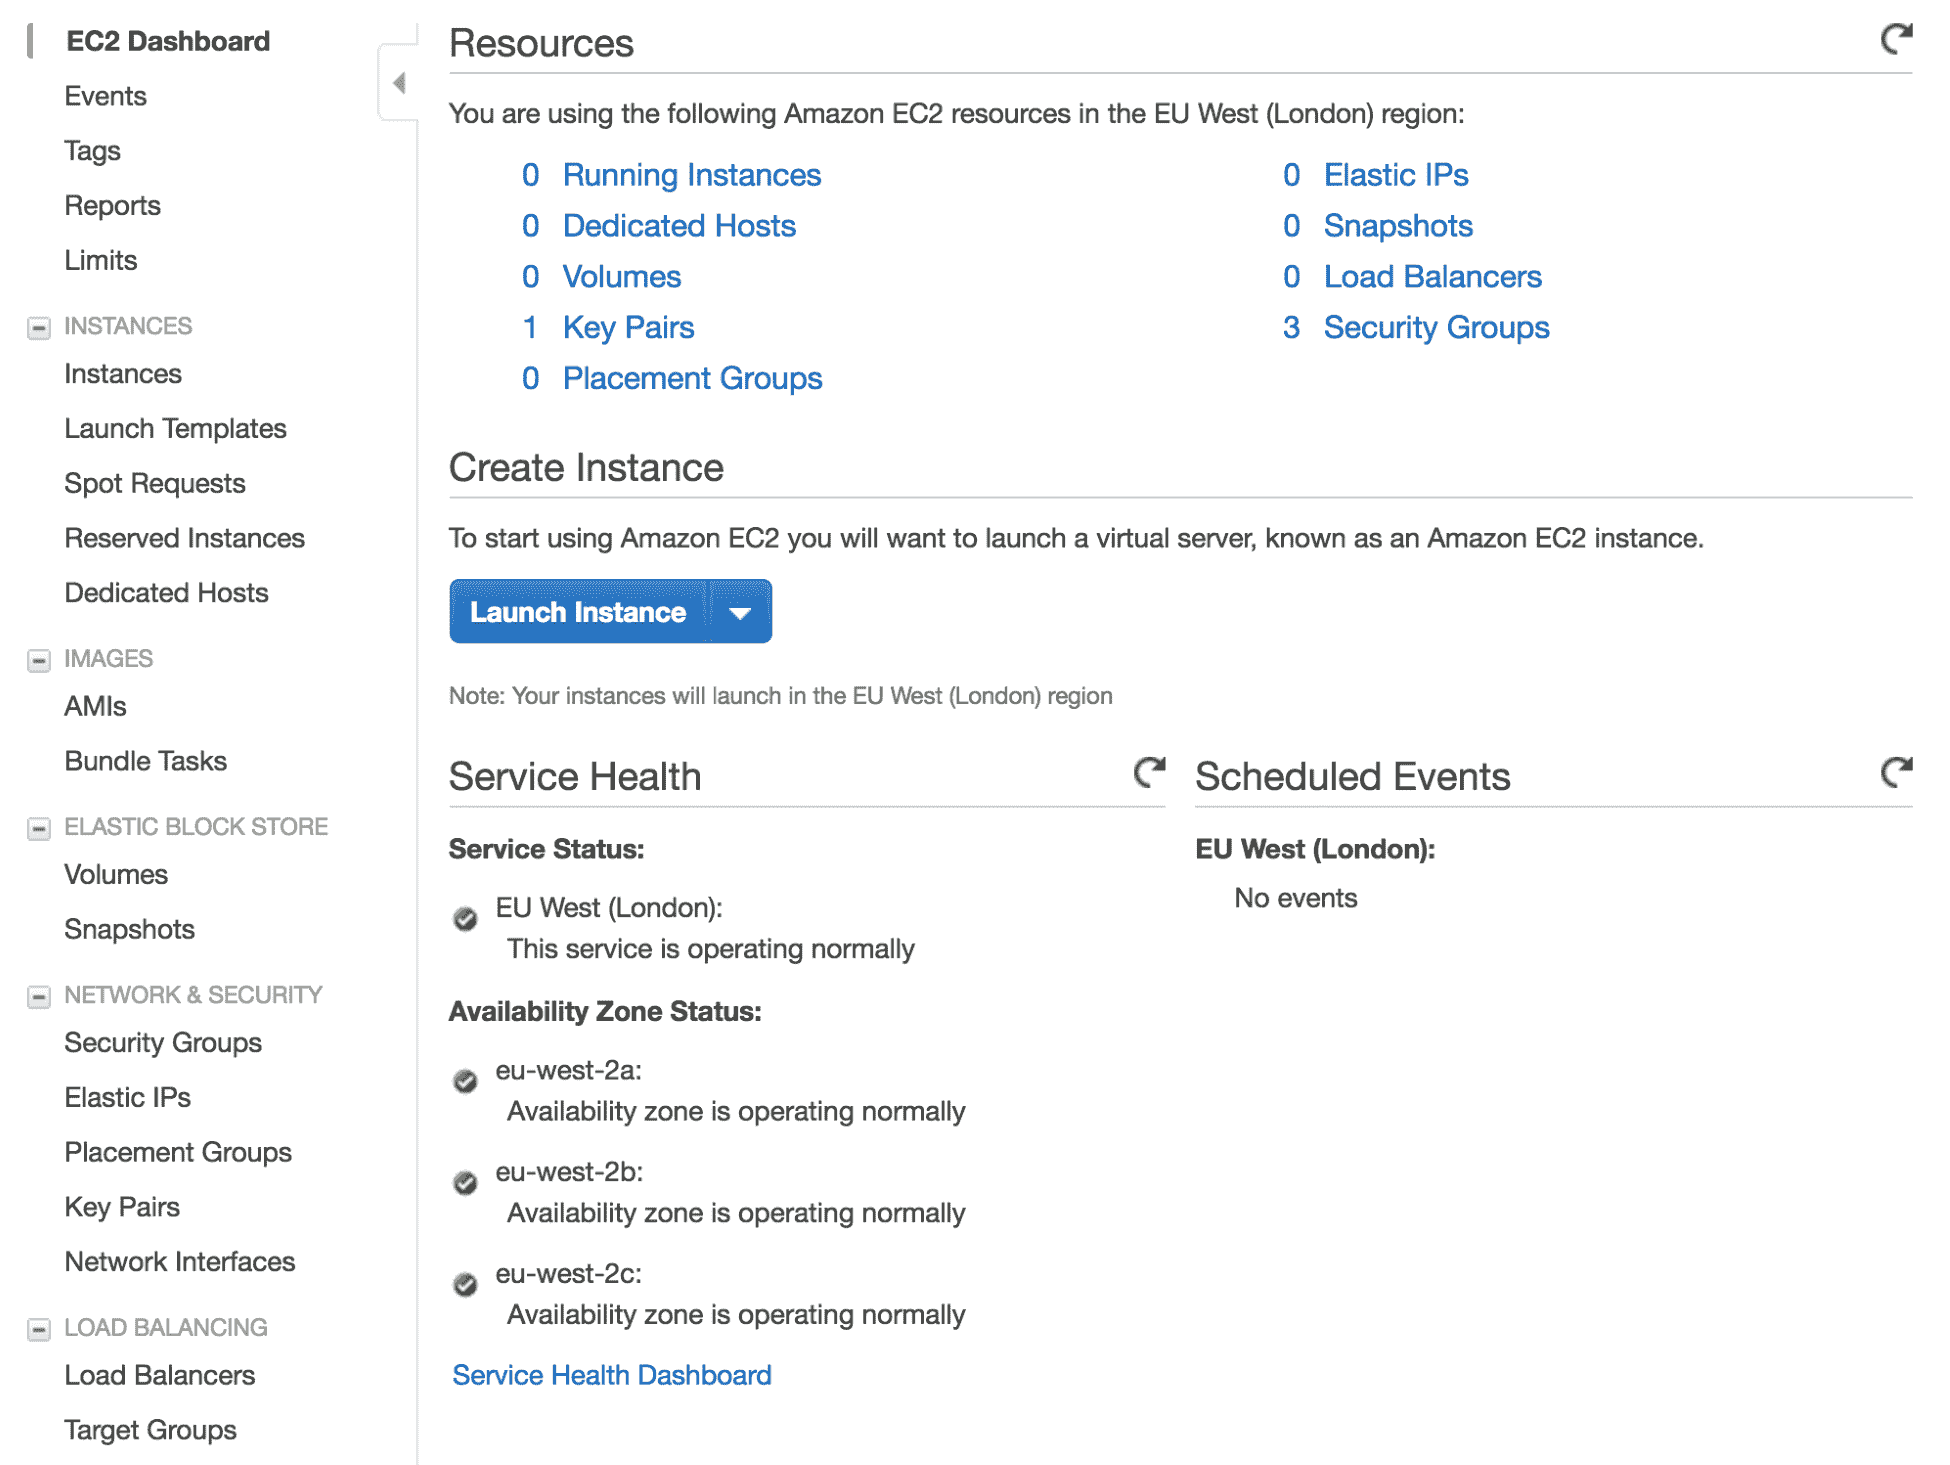 EC2 Dashboard
Events
Tags
Reports
Limits
INSTANCES
Instances
Launch Templates
Spot Requests
Reserved Instances
Dedicated Hosts
IMAGES
AMIs
Bundle Tasks
ELASTIC BLOCK STORE
Volumes
Snapshots
NETWORK & SECURITY
Security Groups
Elastic IPs
Placement Groups
Key Pairs
Network Interfaces
LOAD BALANCING
Load Balancers
Target Groups
Resources
You are using the following Amazon EC2 resources in the EU West (London) region:
0 Running Instances
0 Dedicated Hosts
0 Volumes
1 Key Pairs
0 Placement Groups
0 Elastic IPs
0 Snapshots
0 Load Balancers
3 Security Groups
Create Instance
To start using Amazon EC2 you will want to launch a virtual server, known as an Amazon EC2 instance.
Launch Instance
Note: Your instances will launch in the EU West (London) region
Service Health
Service Status:
EU West (London):
This service is operating normally
Availability Zone Status:
eu-west-2a:
Availability zone is operating normally
eu-west-2b:
Availability zone is operating normally
eu-west-2c:
Availability zone is operating normally
Service Health Dashboard
Scheduled Events
EU West (London):
No events